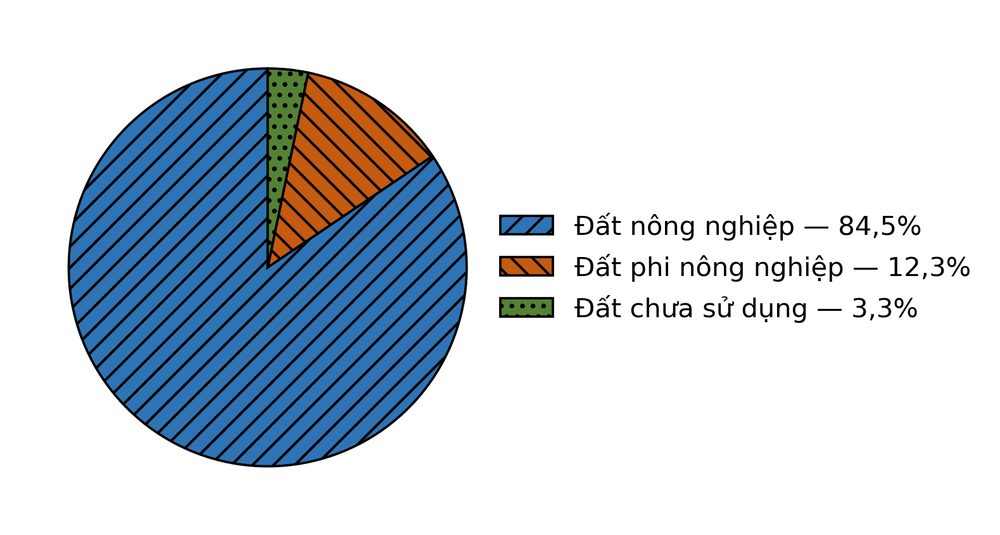 Đất nông nghiệp — 84,5%
Đất phi nông nghiệp — 12,3%
Đất chưa sử dụng — 3,3%